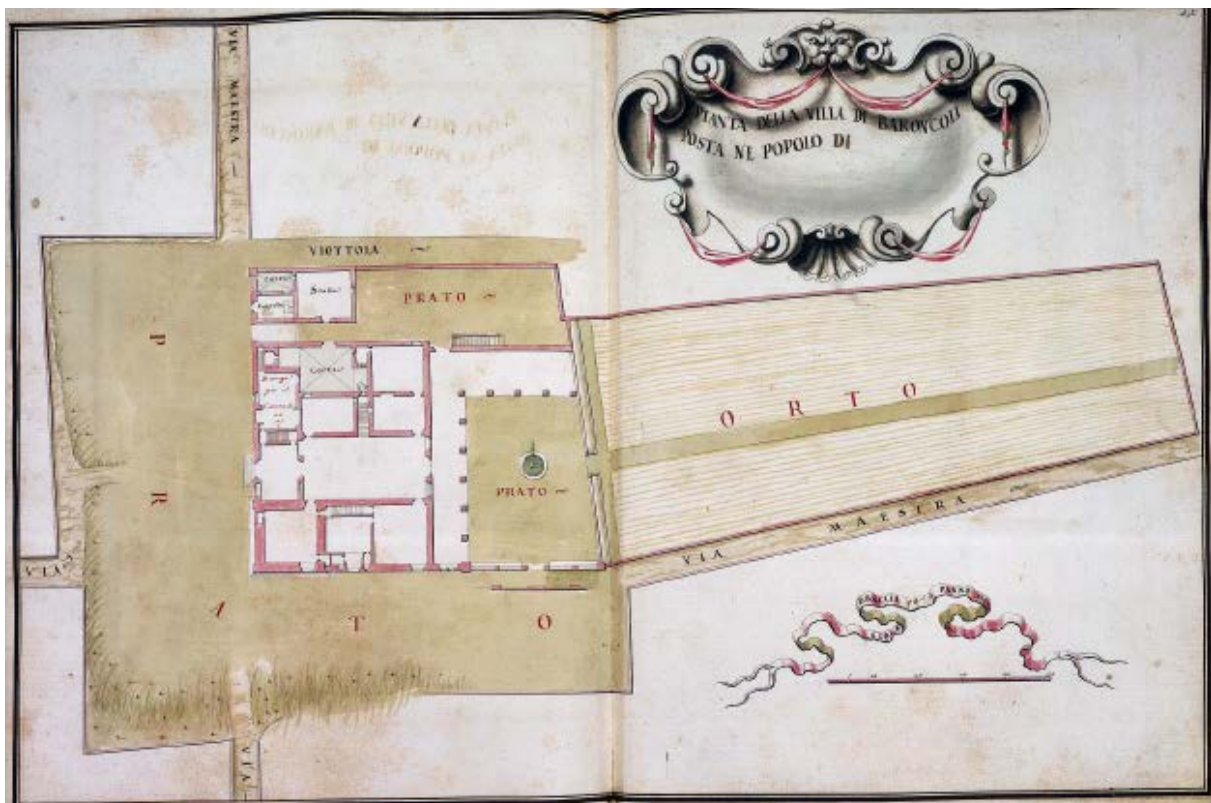 PIANTA DELLA VILLA DI BARONCOLI
POSTA NE POPOLO DI
VIA MAESTRA
VIOTTOLA
PRATO
ORTO
PRATO
PRATO
VIA MAESTRA
VIA
VIA